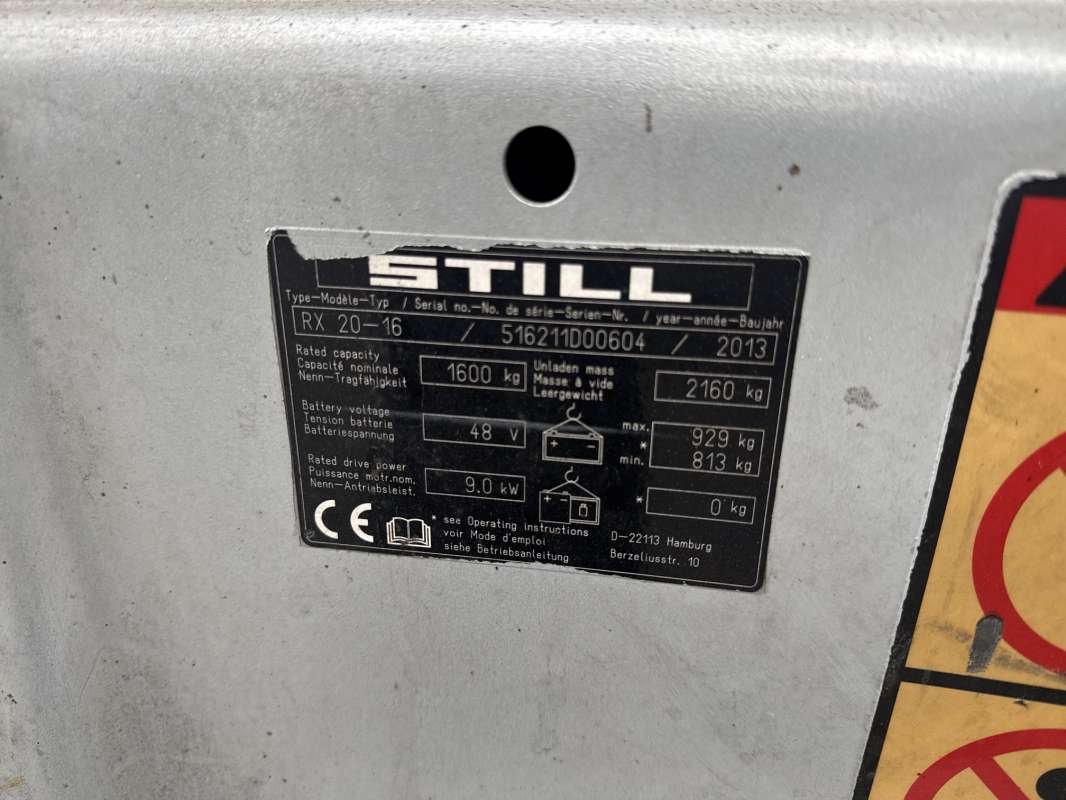 STILL
Type-Modèle-Typ / Serial no.-No. de série-Serien-Nr. / year-année-Baujahr
RX 20-16 / 516211D00604 / 2013
Rated capacity
Capacité nominale
Nenn-Tragfähigkeit
1600 kg
Unladen mass
Masse à vide
Leergewicht
2160 kg
Battery voltage
Tension batterie
Batteriespannung
48 V
+ -
max. 929 kg
*
min. 813 kg
Rated drive power
Puissance motr.nom.
Nenn-Antriebsleist.
9.0 kW
+ -
* 0 kg
CE
* see Operating instructions
voir Mode d'emploi
siehe Betriebsanleitung
D-22113 Hamburg
Berzeliusstr. 10